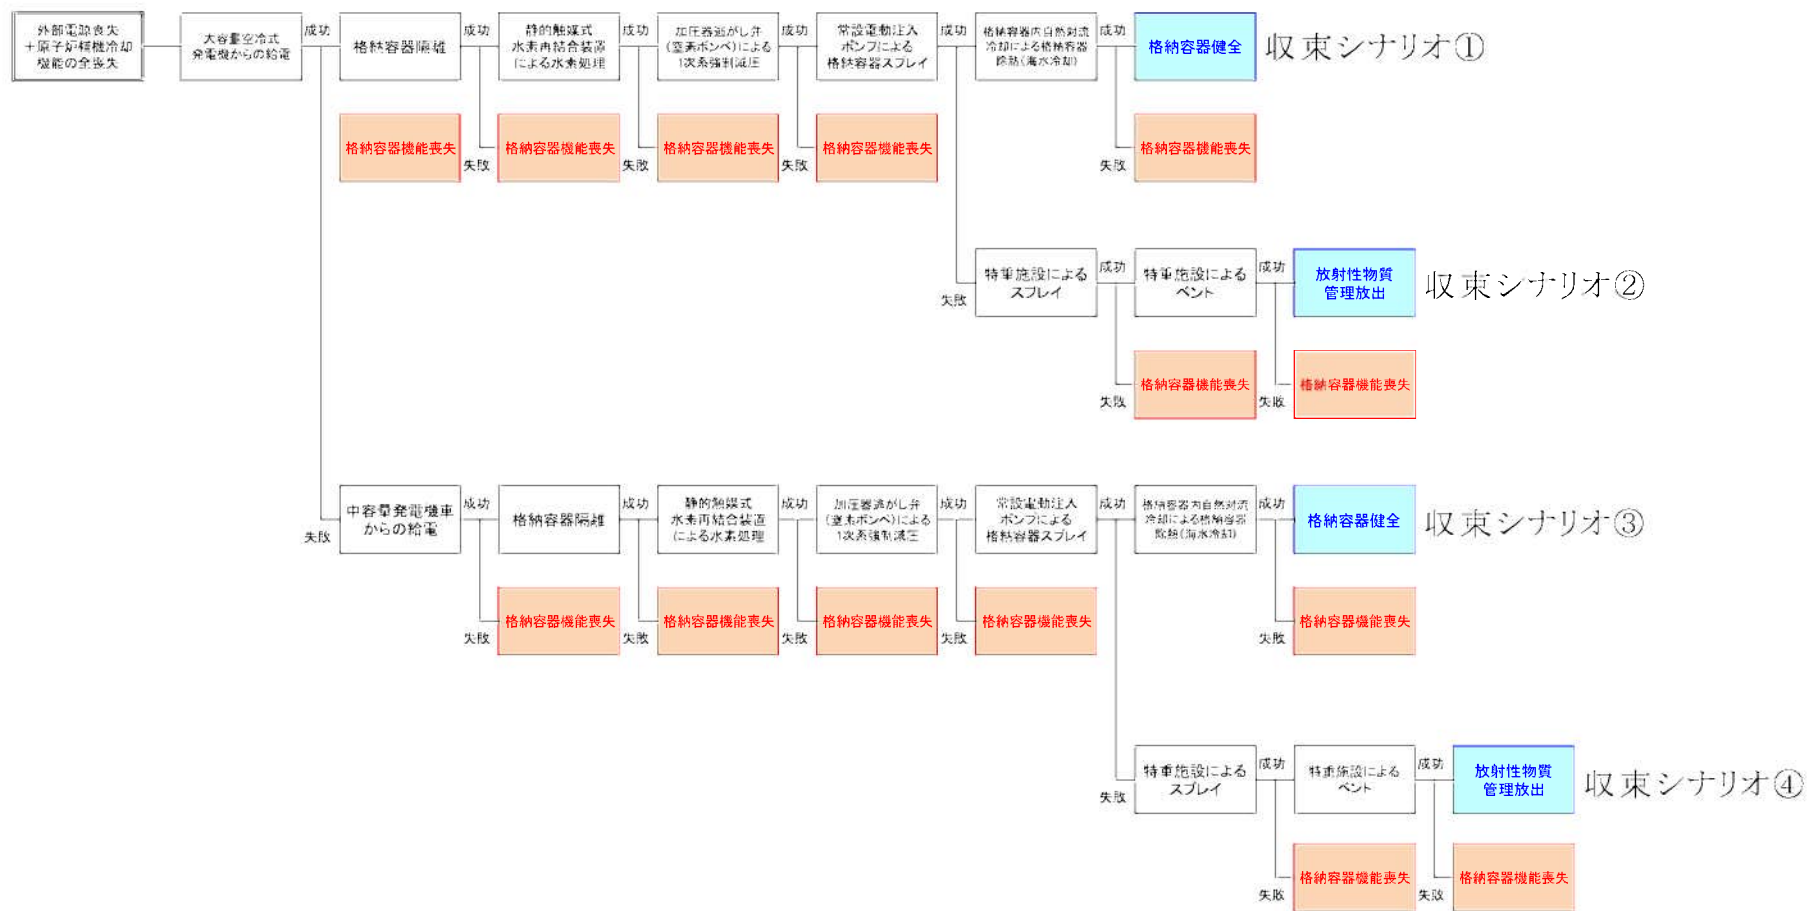 外部電源喪失
+原子炉補機冷却
機能の全喪失
大容量空冷式
発電機からの給電
成功
格納容器隔離
成功
静的触媒式
水素再結合装置
による水素処理
成功
加圧器逃がし弁
(窒素ボンベ)による
1次系強制減圧
成功
常設電動注入
ポンプによる
格納容器スプレイ
成功
格納容器内自然対流
冷却による格納容器
除熱(海水冷却)
成功
格納容器健全
収束シナリオ①
格納容器機能喪失
失敗
格納容器機能喪失
失敗
格納容器機能喪失
失敗
格納容器機能喪失
失敗
格納容器機能喪失
失敗
特重施設による
スプレイ
成功
特重施設による
ベント
成功
放射性物質
管理放出
収束シナリオ②
失敗
格納容器機能喪失
失敗
格納容器機能喪失
失敗
中容量発電機車
からの給電
成功
格納容器隔離
成功
静的触媒式
水素再結合装置
による水素処理
成功
加圧器逃がし弁
(窒素ボンベ)による
1次系強制減圧
成功
常設電動注入
ポンプによる
格納容器スプレイ
成功
格納容器内自然対流
冷却による格納容器
除熱(海水冷却)
成功
格納容器健全
収束シナリオ③
失敗
格納容器機能喪失
失敗
格納容器機能喪失
失敗
格納容器機能喪失
失敗
格納容器機能喪失
失敗
格納容器機能喪失
失敗
特重施設による
スプレイ
成功
特重施設による
ベント
成功
放射性物質
管理放出
収束シナリオ④
失敗
格納容器機能喪失
失敗
格納容器機能喪失